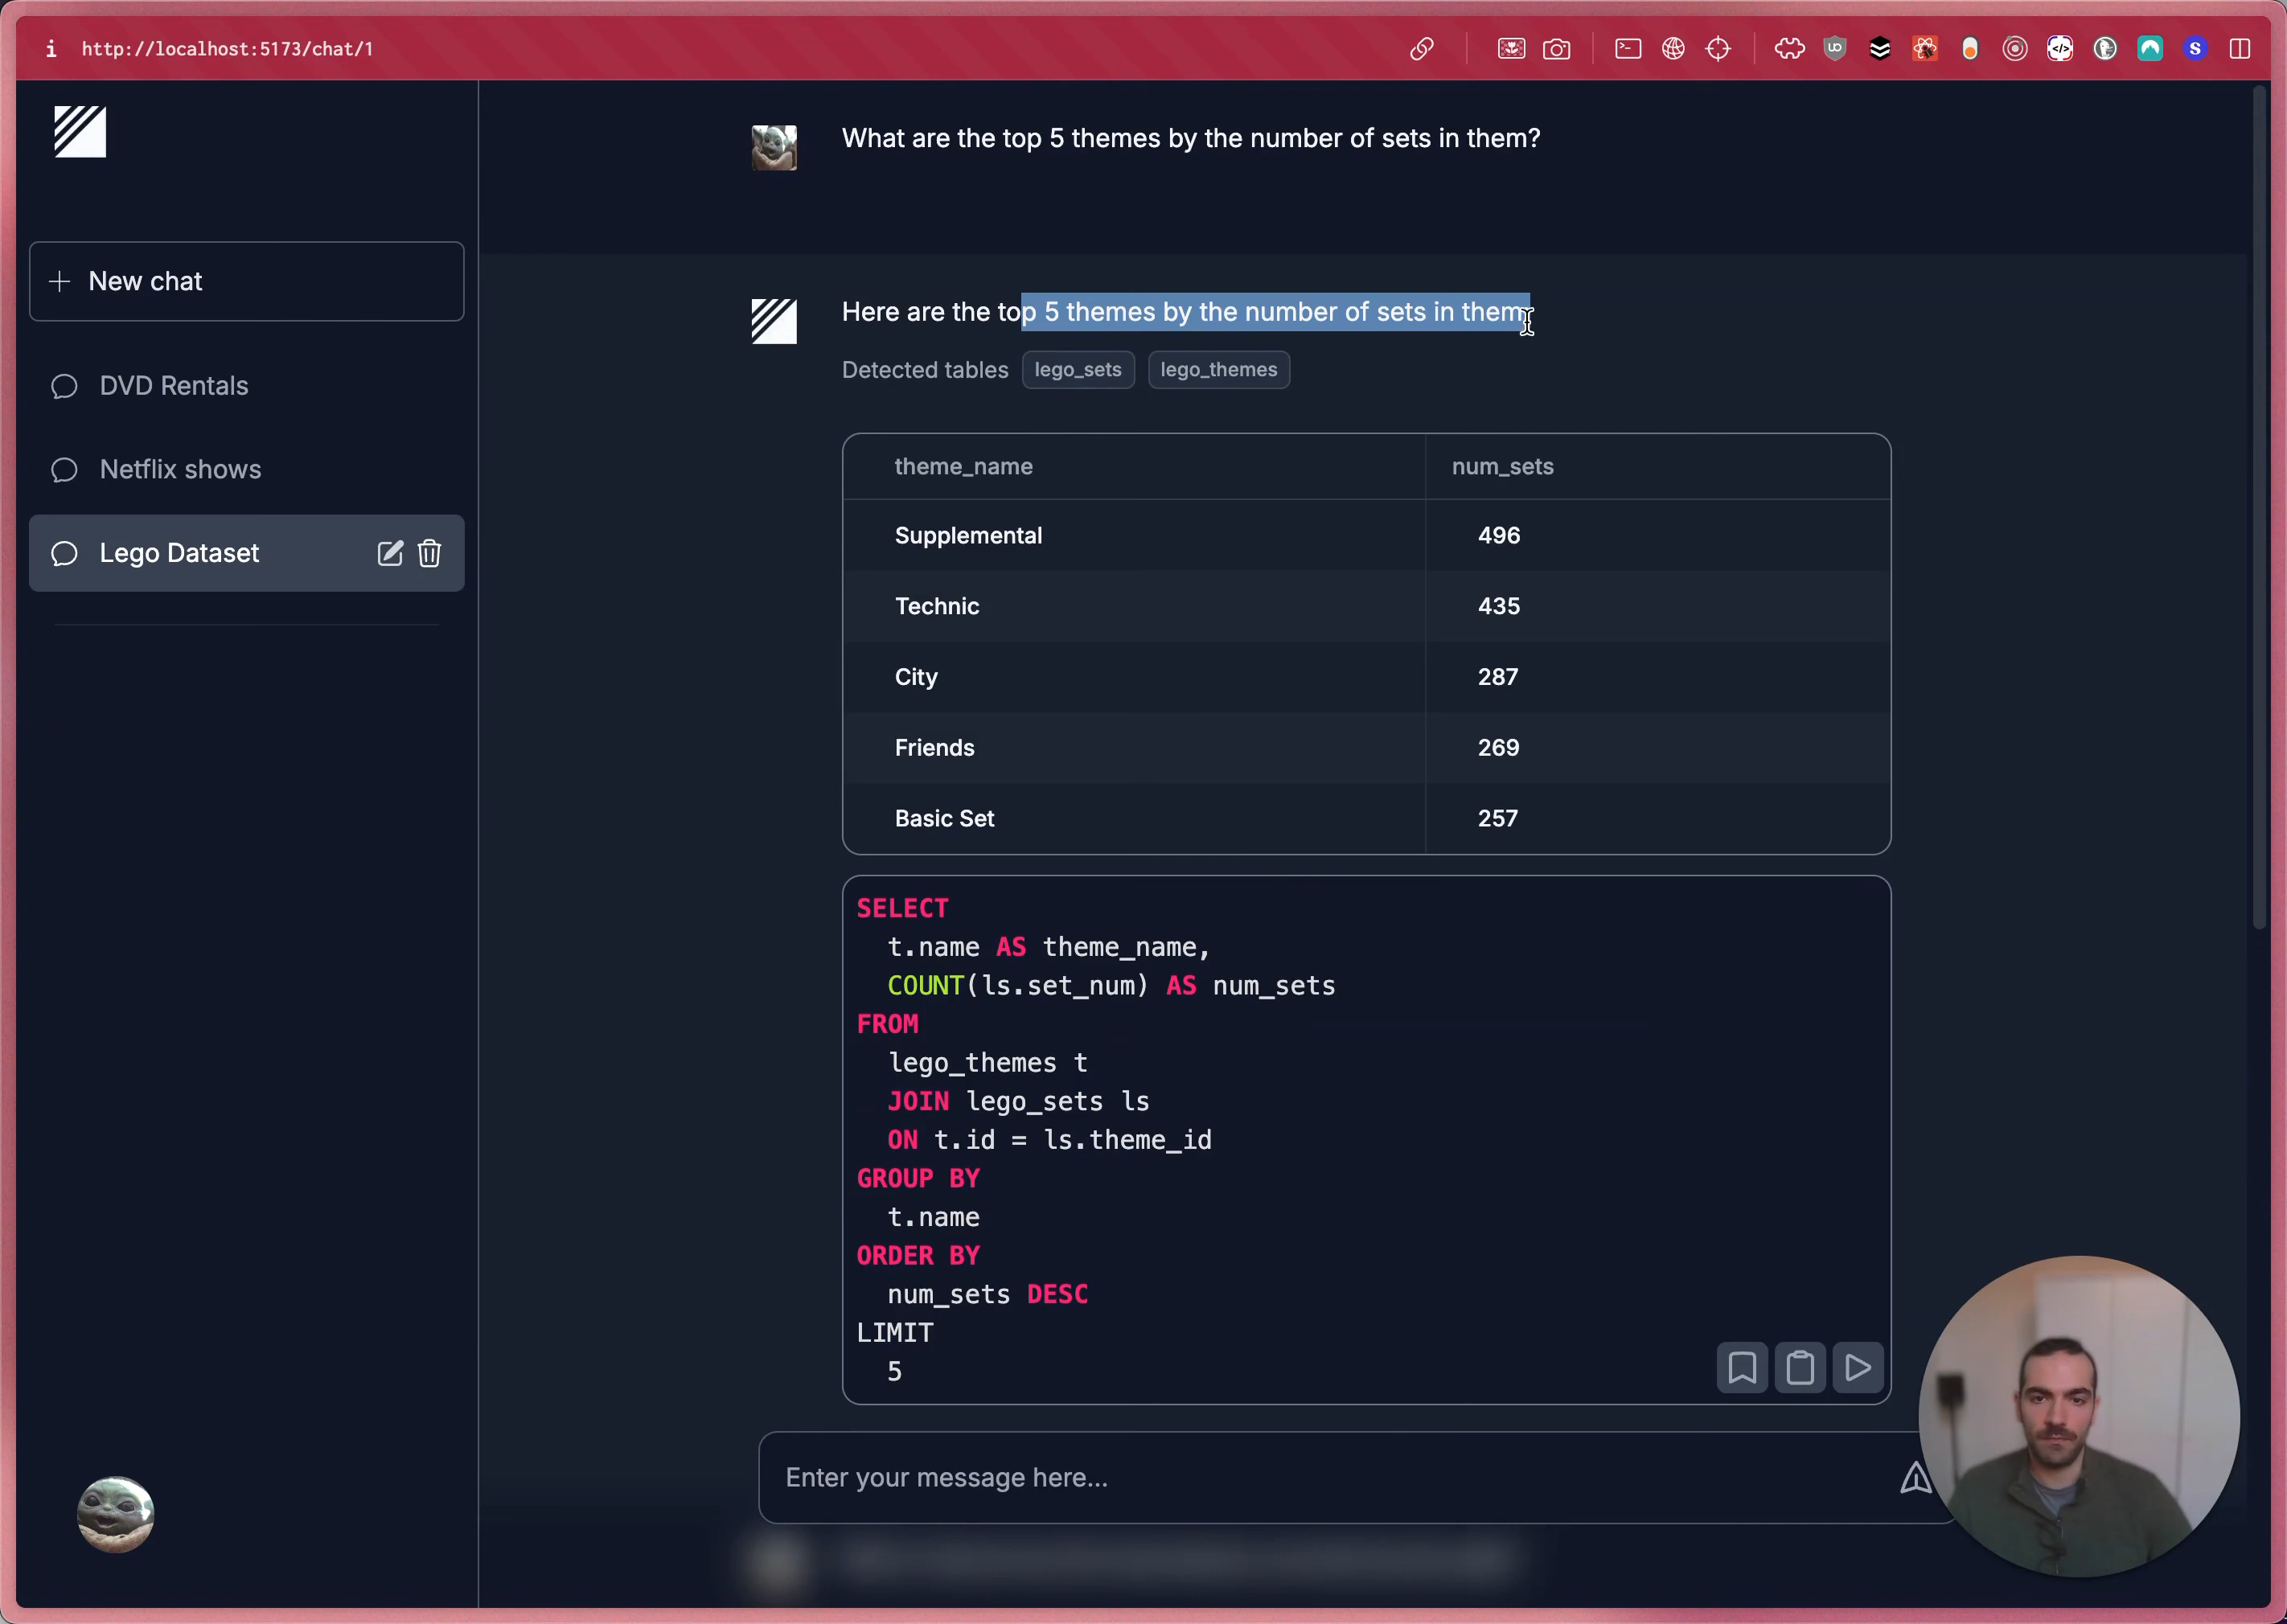 http://localhost:5173/chat/1
New chat
DVD Rentals
Netflix shows
Lego Dataset
What are the top 5 themes by the number of sets in them?
Here are the top 5 themes by the number of sets in them
Detected tables lego_sets lego_themes
theme_name num_sets
Supplemental 496
Technic 435
City 287
Friends 269
Basic Set 257
SELECT
t.name AS theme_name,
COUNT(ls.set_num) AS num_sets
FROM
lego_themes t
JOIN lego_sets ls
ON t.id = ls.theme_id
GROUP BY
t.name
ORDER BY
num_sets DESC
LIMIT
5
Enter your message here...